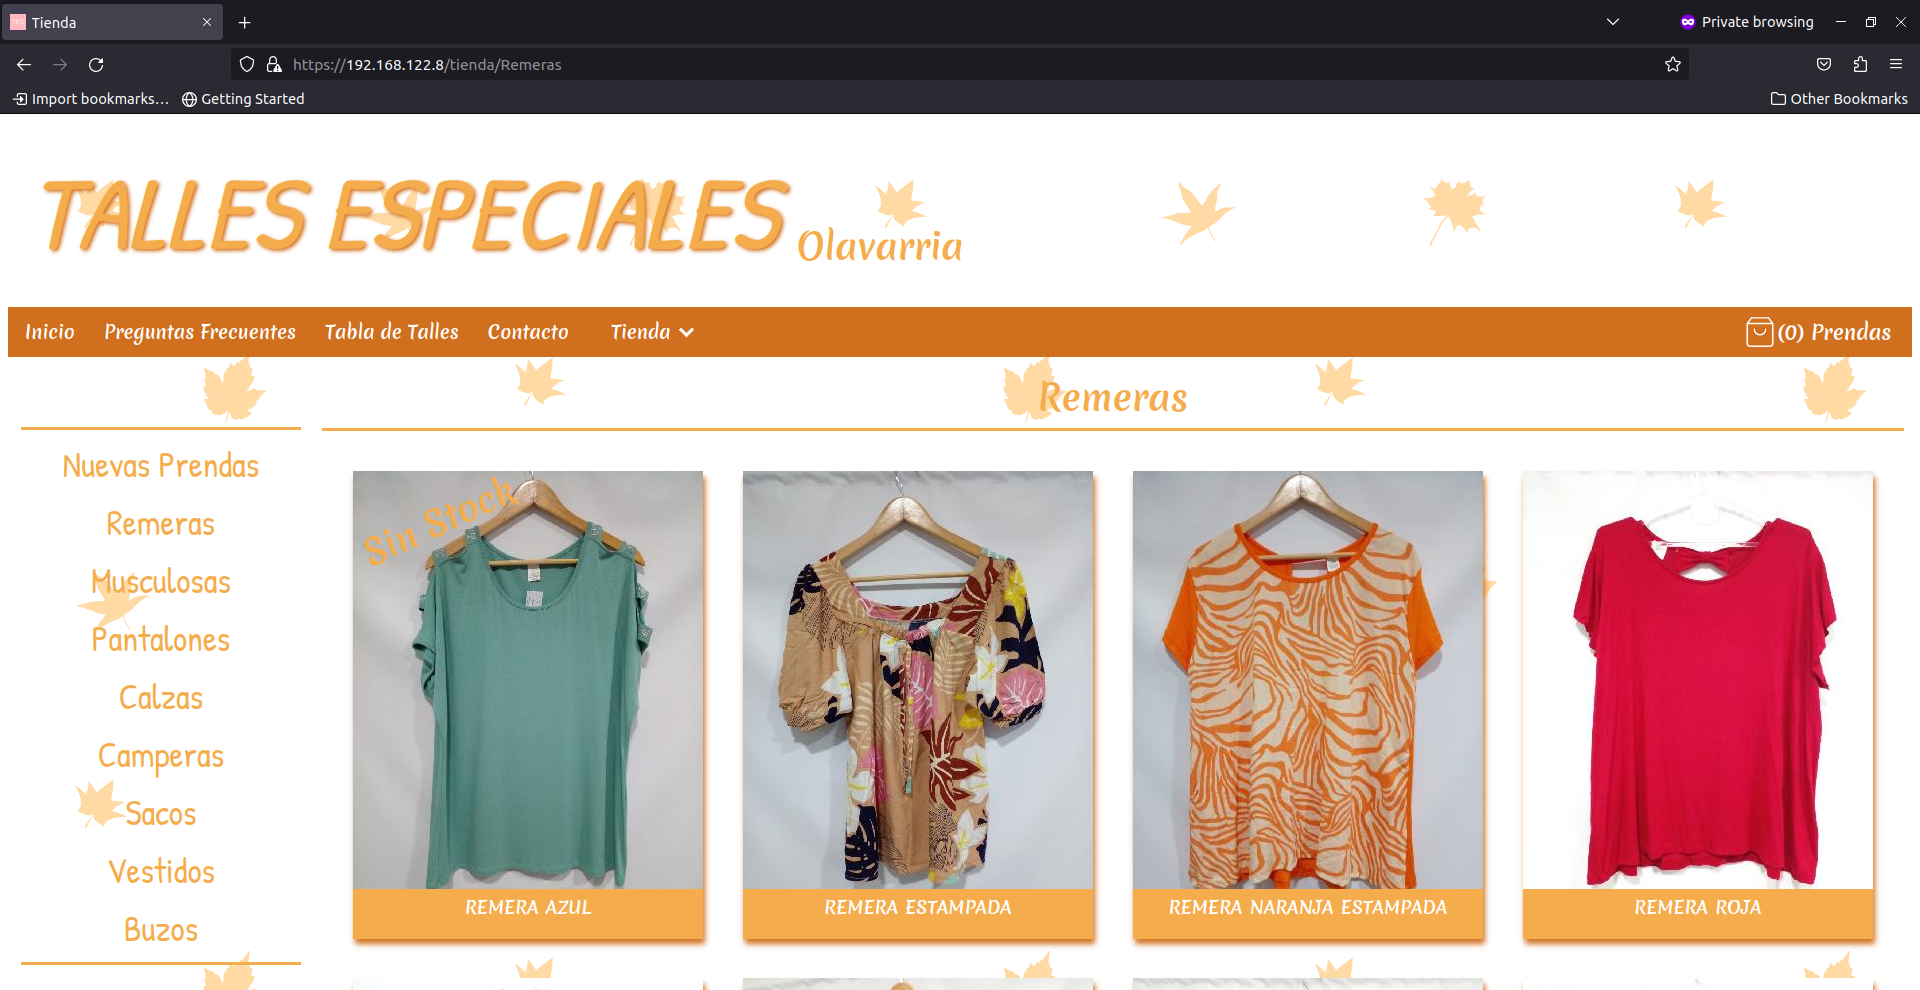 Tienda
Private browsing
https://192.168.122.8/tienda/Remeras
Import bookmarks...
Getting Started
Other Bookmarks
TALLES ESPECIALES
Olavarria
Inicio
Preguntas Frecuentes
Tabla de Talles
Contacto
Tienda
(0) Prendas
Remeras
Nuevas Prendas
Remeras
Musculosas
Pantalones
Calzas
Camperas
Sacos
Vestidos
Buzos
Sin Stock
REMERA AZUL
REMERA ESTAMPADA
REMERA NARANJA ESTAMPADA
REMERA ROJA